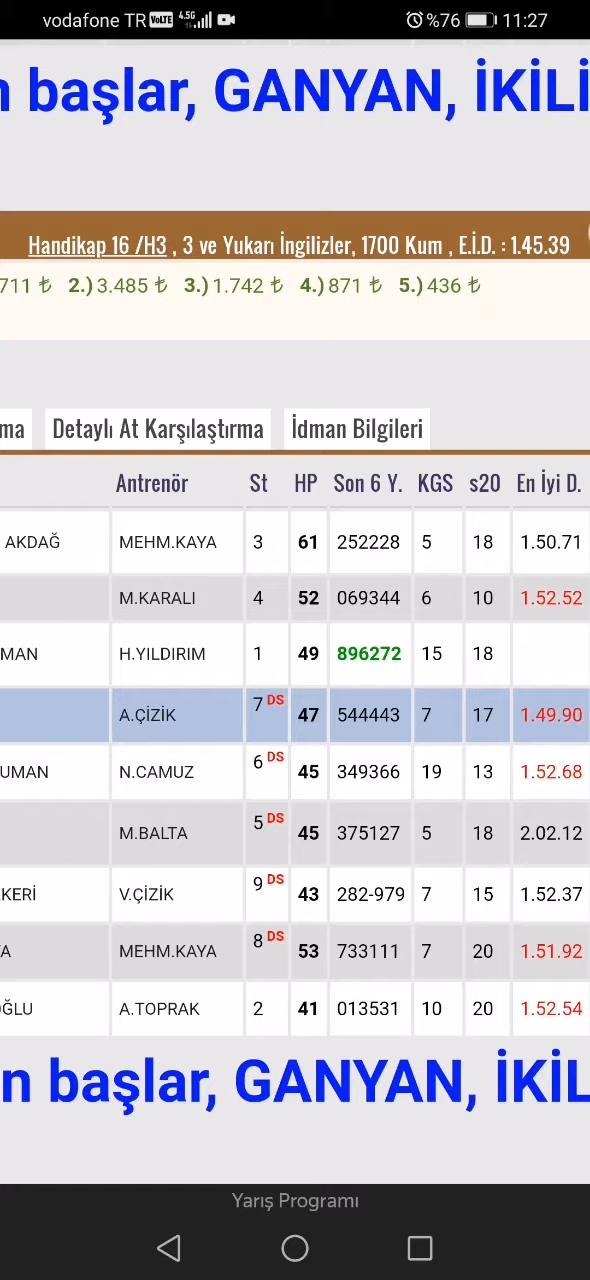 vodafone TR VoLTE 4.5G %76 11:27
n başlar, GANYAN, İKİLİ
Handikap 16 /H3 , 3 ve Yukarı İngilizler, 1700 Kum , E.İ.D. : 1.45.39
711 ₺ 2.) 3.485 ₺ 3.) 1.742 ₺ 4.) 871 ₺ 5.) 436 ₺
ma Detaylı At Karşılaştırma İdman Bilgileri
Antrenör St HP Son 6 Y. KGS s20 En İyi D.
AKDAĞ MEHM.KAYA 3 61 252228 5 18 1.50.71
M.KARALI 4 52 069344 6 10 1.52.52
MAN H.YILDIRIM 1 49 896272 15 18
A.ÇİZİK 7 DS 47 544443 7 17 1.49.90
UMAN N.CAMUZ 6 DS 45 349366 19 13 1.52.68
M.BALTA 5 DS 45 375127 5 18 2.02.12
KERİ V.ÇİZİK 9 DS 43 282-979 7 15 1.52.37
A MEHM.KAYA 8 DS 53 733111 7 20 1.51.92
OĞLU A.TOPRAK 2 41 013531 10 20 1.52.54
n başlar, GANYAN, İKİL
Yarış Programı